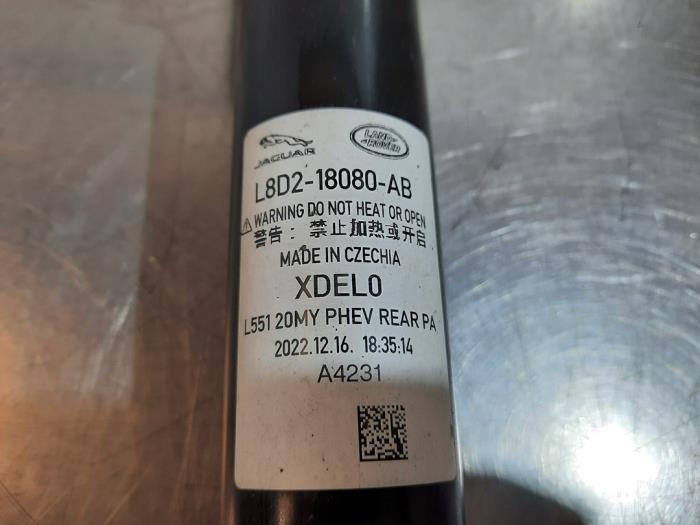 JAGUAR
LAND ROVER
L8D2-18080-AB
WARNING DO NOT HEAT OR OPEN
警告：禁止加热或开启
MADE IN CZECHIA
XDEL0
L551 20MY PHEV REAR PA
2022.12.16. 18:35:14
A4231